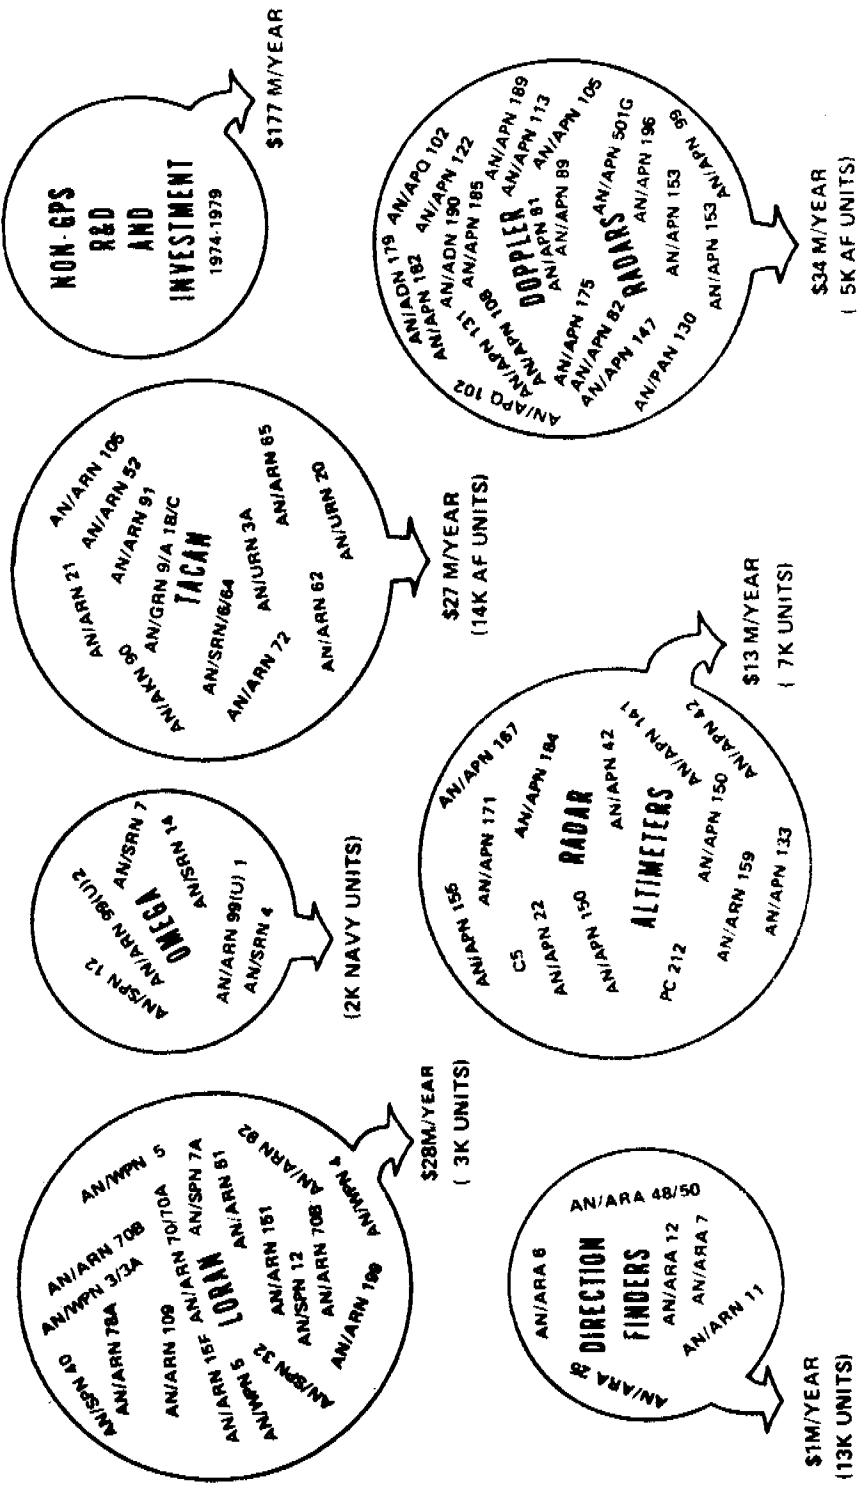 AN/SPN 40
AN/ARN 78A
AN/WPN 3/3A
AN/ARN 70B
AN/WPN 5
AN/ARN 109
AN/ARN 70/70A
AN/SPN 7A
AN/ARN 15F
LORAN
AN/ARN 81
AN/ARN 92
AN/WPN 5
AN/SPN 32
AN/ARN 151
AN/SPN 12
AN/ARN 70B
AN/ARN 199
AN/WPN 4
$28M/YEAR
( 3K UNITS)
AN/SPN 12
AN/ARN 99(U)2
AN/SRN 7
OMEGA
AN/SRN 14
AN/ARN 99(U) 1
AN/SRN 4
(2K NAVY UNITS)
AN/ARN 21
AN/ARN 105
AN/ARN 52
AN/ARN 91
AN/AKN 90
AN/GRN 9/A 1B/C
TACAN
AN/SRN/6/64
AN/URN 3A
AN/ARN 65
AN/ARN 72
AN/ARN 62
AN/URN 20
$27 M/YEAR
(14K AF UNITS)
NON-GPS
R&D
AND
INVESTMENT
1974-1979
$177 M/YEAR
AN/ARA 6
AN/ARA 48/50
AN/ARA 25
DIRECTION
FINDERS
AN/ARA 12
AN/ARA 7
AN/ARN 11
$1M/YEAR
(13K UNITS)
AN/APN 155
AN/APN 171
AN/APN 167
C5
AN/APN 22
AN/APN 184
AN/APN 150
RADAR
AN/APN 42
AN/APN 141
PC 212
ALTIMETERS
AN/APN 42
AN/APN 150
AN/ARN 159
AN/APN 133
$13 M/YEAR
( 7K UNITS)
AN/ADN 179
AN/APQ 102
AN/APN 182
AN/APN 122
AN/ADN 190
AN/APN 185
AN/APN 189
AN/APQ 102
AN/APN 131
AN/APN 108
DOPPLER
AN/APN 113
AN/APN 81
AN/APN 89
AN/APN 105
AN/APN 175
AN/APN 82
RADARS
AN/APN 501G
AN/APN 147
AN/APN 196
AN/PAN 130
AN/APN 153
AN/APN 99
AN/APN 153
$34 M/YEAR
( 5K AF UNITS)